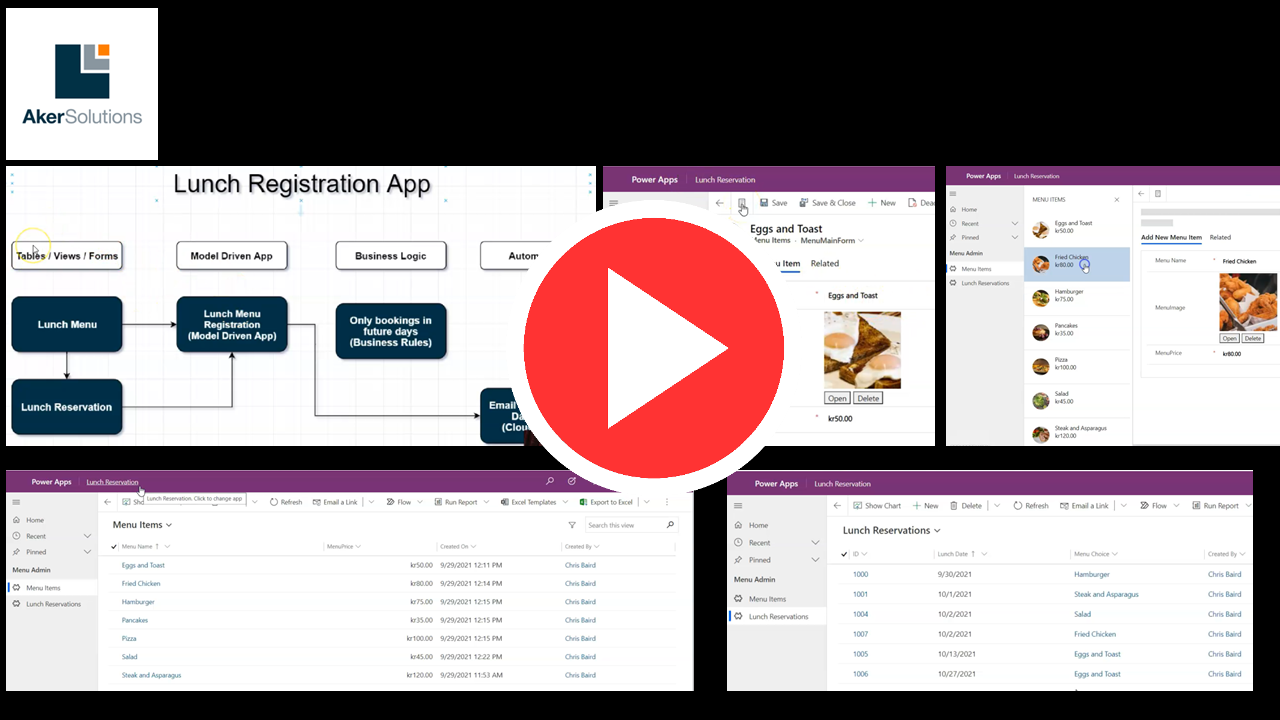 AkerSolutions
Lunch Registration App
Tables / Views / Forms
Model Driven App
Business Logic
Autom
Lunch Menu
Lunch Menu
Registration
(Model Driven App)
Only bookings in
future days
(Business Rules)
Lunch Reservation
Email
Da
(Clou
Power Apps Lunch Reservation
Save Save & Close New Dea
Eggs and Toast
Menu Items · MenuMainForm
Item Related
* Eggs and Toast
Open Delete
* kr50.00
Power Apps Lunch Reservation
Home
Recent
Pinned
Menu Admin
Menu Items
Lunch Reservations
MENU ITEMS
Eggs and Toast
kr50.00
Fried Chicken
kr80.00
Hamburger
kr75.00
Pancakes
kr35.00
Pizza
kr100.00
Salad
kr45.00
Steak and Asparagus
kr120.00
Add New Menu Item Related
Menu Name * Fried Chicken
MenuImage
Open Delete
MenuPrice * kr80.00
Power Apps Lunch Reservation
Lunch Reservation. Click to change app
Refresh Email a Link Flow Run Report Excel Templates Export to Excel
Home
Recent
Pinned
Menu Admin
Menu Items
Lunch Reservations
Menu Items
Search this view
Menu Name ↑ MenuPrice Created On Created By
Eggs and Toast kr50.00 9/29/2021 12:11 PM Chris Baird
Fried Chicken kr80.00 9/29/2021 12:14 PM Chris Baird
Hamburger kr75.00 9/29/2021 12:15 PM Chris Baird
Pancakes kr35.00 9/29/2021 12:15 PM Chris Baird
Pizza kr100.00 9/29/2021 12:15 PM Chris Baird
Salad kr45.00 9/29/2021 12:22 PM Chris Baird
Steak and Asparagus kr120.00 9/29/2021 11:53 AM Chris Baird
Power Apps Lunch Reservation
Show Chart New Delete Refresh Email a Link Flow Run Report
Home
Recent
Pinned
Menu Admin
Menu Items
Lunch Reservations
Lunch Reservations
ID Lunch Date ↑ Menu Choice Created By
1000 9/30/2021 Hamburger Chris Baird
1001 10/1/2021 Steak and Asparagus Chris Baird
1004 10/2/2021 Salad Chris Baird
1007 10/2/2021 Fried Chicken Chris Baird
1005 10/13/2021 Eggs and Toast Chris Baird
1006 10/27/2021 Eggs and Toast Chris Baird